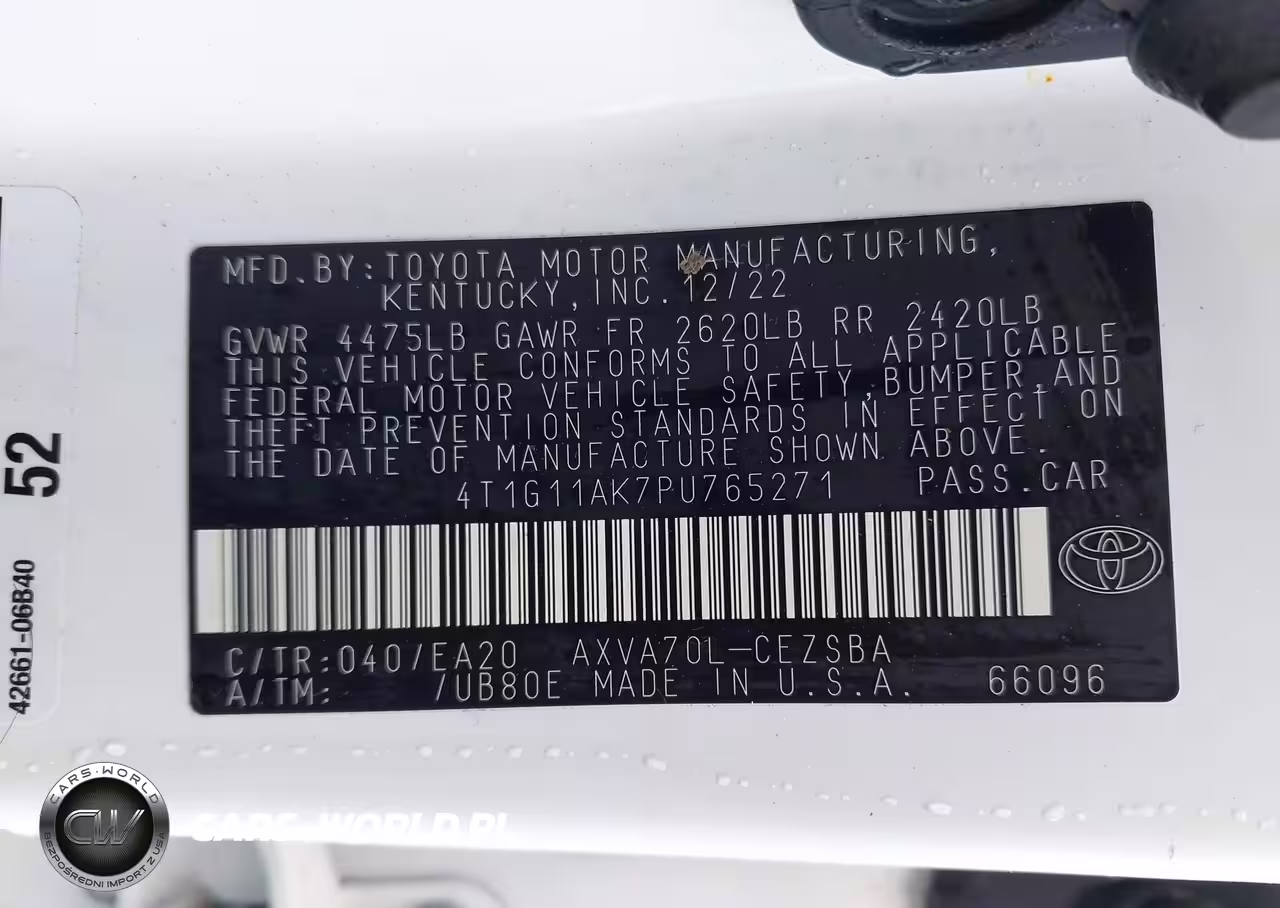 MFD.BY:TOYOTA MOTOR MANUFACTURING,
KENTUCKY,INC. 12/22
GVWR 4475LB GAWR FR 2620LB RR 2420LB
THIS VEHICLE CONFORMS TO ALL APPLICABLE
FEDERAL MOTOR VEHICLE SAFETY,BUMPER,AND
THEFT PREVENTION STANDARDS IN EFFECT ON
THE DATE OF MANUFACTURE SHOWN ABOVE.
4T1G11AK7PU765271 PASS.CAR
C/TR:040/EA20 AXVA70L-CEZSBA
A/TM: /UB80E MADE IN U.S.A. 66096
52
42661-06B40
CARS-WORLD
CW
BEZPOŚREDNI IMPORT Z USA
CARS-WORLD.PL